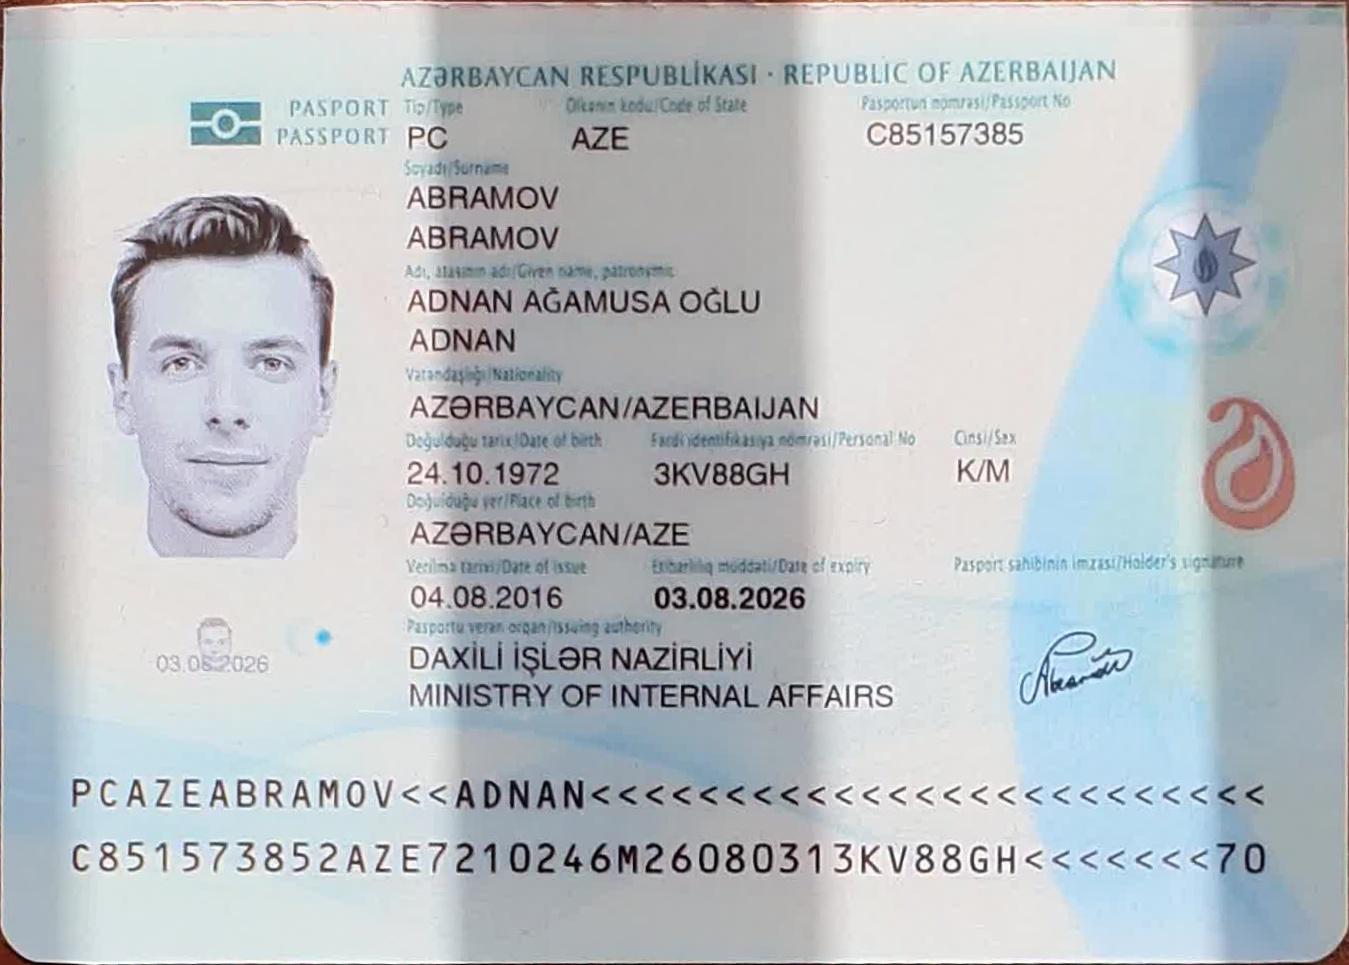 AZƏRBAYCAN RESPUBLİKASI · REPUBLIC OF AZERBAIJAN
PASPORT
PASSPORT
Tip/Type
Ölkənin kodu/Code of State
Pasportun nömrəsi/Passport No
PC
AZE
C85157385
Soyadı/Surname
ABRAMOV
ABRAMOV
Adı, atasının adı/Given name, patronymic
ADNAN AĞAMUSA OĞLU
ADNAN
Vətəndaşlığı/Nationality
AZƏRBAYCAN/AZERBAIJAN
Doğulduğu tarix/Date of birth
Fərdi identifikasiya nömrəsi/Personal No
Cinsi/Sex
24.10.1972
3KV88GH
K/M
Doğulduğu yer/Place of birth
AZƏRBAYCAN/AZE
Verilmə tarixi/Date of issue
Etibarlılıq müddəti/Date of expiry
Pasport sahibinin imzası/Holder's signature
04.08.2016
03.08.2026
Pasportu verən orqan/Issuing authority
DAXİLİ İŞLƏR NAZİRLİYİ
MINISTRY OF INTERNAL AFFAIRS
03.08.2026
PCAZEABRAMOV<<ADNAN<<<<<<<<<<<<<<<<<<<<<<<<<
C851573852AZE7210246M26080313KV88GH<<<<<<<70